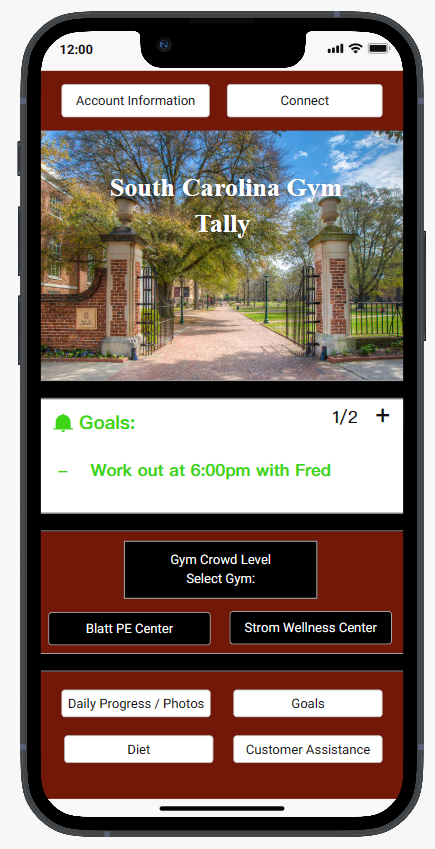 12:00
Account Information
Connect
South Carolina Gym
Tally
Goals:
1/2 +
– Work out at 6:00pm with Fred
Gym Crowd Level
Select Gym:
Blatt PE Center
Strom Wellness Center
Daily Progress / Photos
Goals
Diet
Customer Assistance